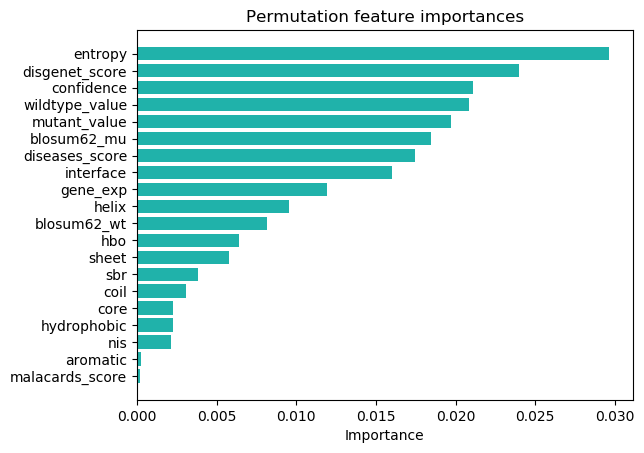 Permutation feature importances
entropy
disgenet_score
confidence
wildtype_value
mutant_value
blosum62_mu
diseases_score
interface
gene_exp
helix
blosum62_wt
hbo
sheet
sbr
coil
core
hydrophobic
nis
aromatic
malacards_score
0.000 0.005 0.010 0.015 0.020 0.025 0.030
Importance